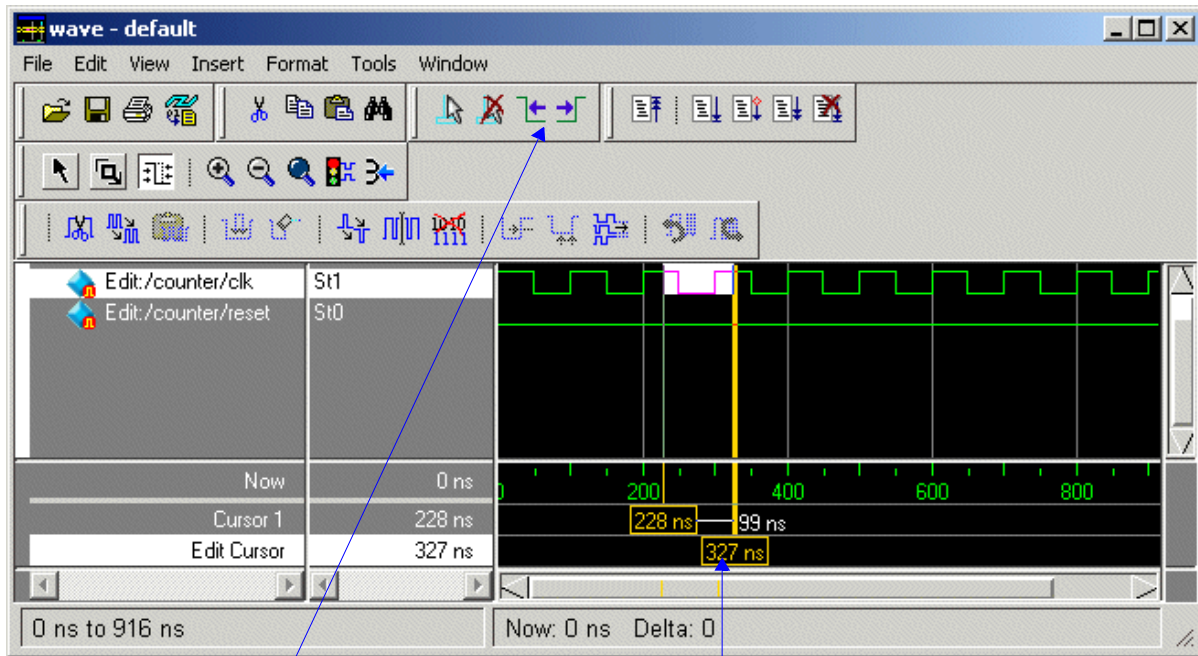 wave - default
File Edit View Insert Format Tools Window
Edit:/counter/clk St1
Edit:/counter/reset St0
Now 0 ns
200 400 600 800
Cursor 1 228 ns
228 ns 99 ns
Edit Cursor 327 ns
327 ns
0 ns to 916 ns
Now: 0 ns Delta: 0